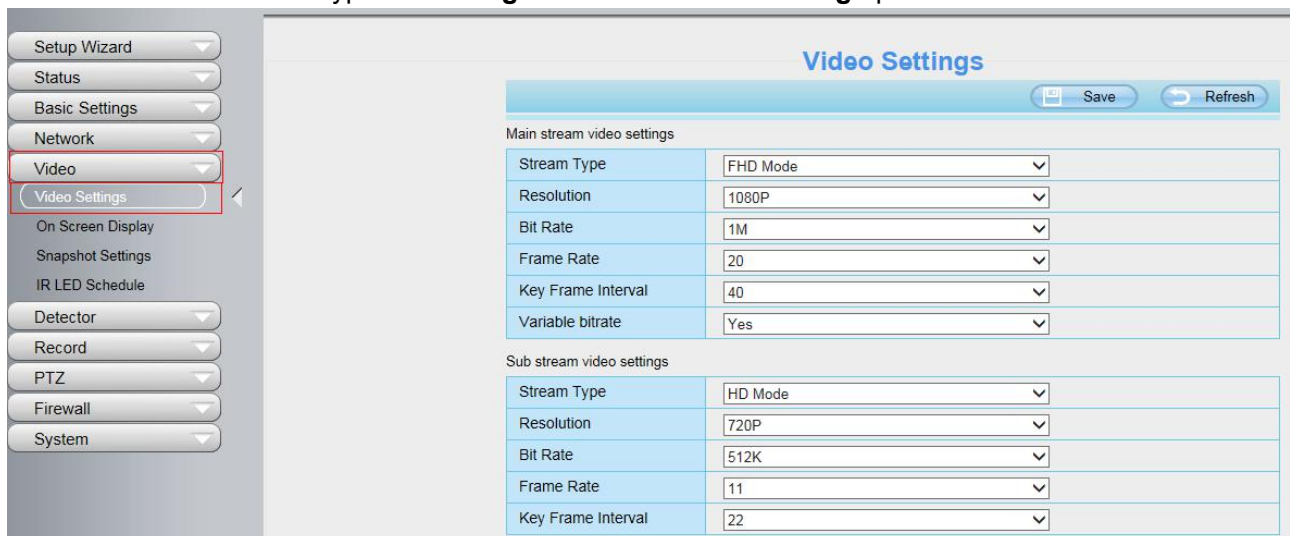 Setup Wizard
Status
Basic Settings
Network
Video
Video Settings
On Screen Display
Snapshot Settings
IR LED Schedule
Detector
Record
PTZ
Firewall
System
Video Settings
Save Refresh
Main stream video settings
Stream Type FHD Mode
Resolution 1080P
Bit Rate 1M
Frame Rate 20
Key Frame Interval 40
Variable bitrate Yes
Sub stream video settings
Stream Type HD Mode
Resolution 720P
Bit Rate 512K
Frame Rate 11
Key Frame Interval 22